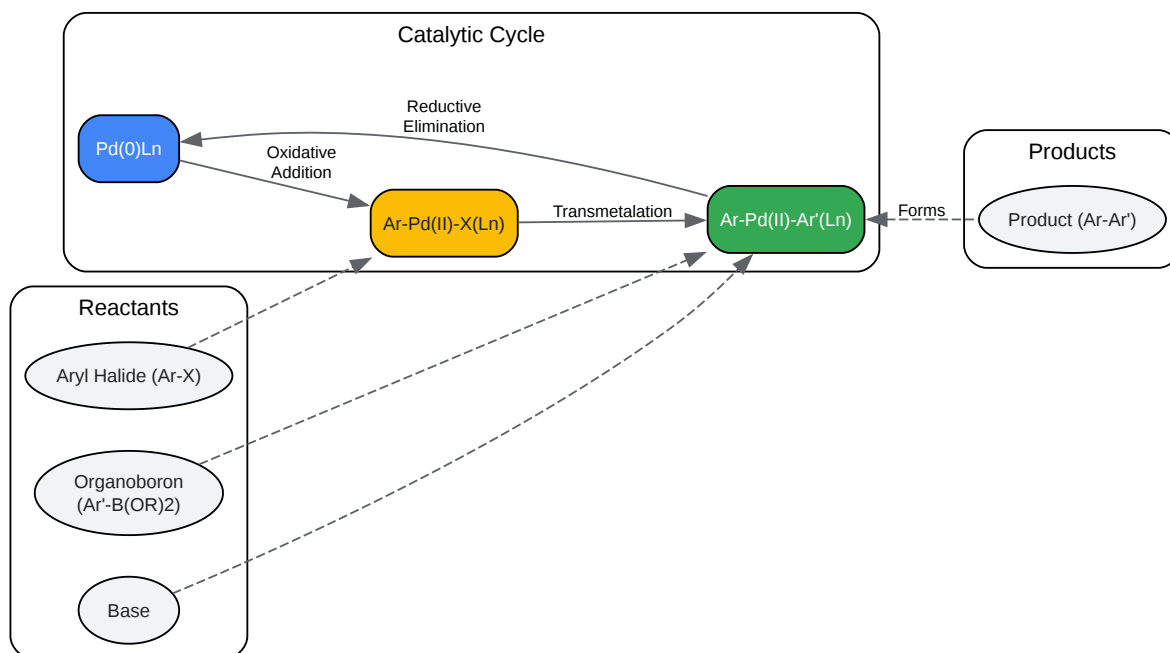 Catalytic Cycle
Reductive
Elimination
Pd(0)Ln
Oxidative
Addition
Ar-Pd(II)-X(Ln)
Transmetalation
Ar-Pd(II)-Ar'(Ln)
Forms
Products
Product (Ar-Ar')
Reactants
Aryl Halide (Ar-X)
Organoboron
(Ar'-B(OR)2)
Base